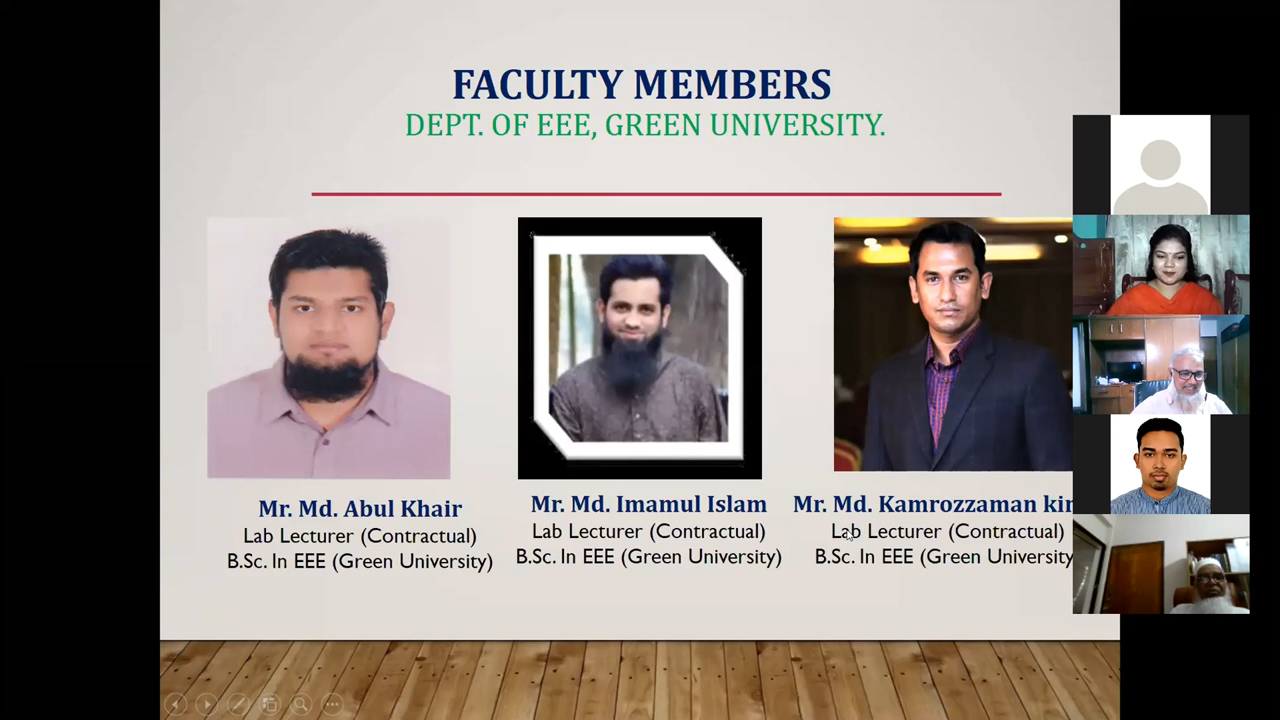 FACULTY MEMBERS
DEPT. OF EEE, GREEN UNIVERSITY.
Mr. Md. Abul Khair
Lab Lecturer (Contractual)
B.Sc. In EEE (Green University)
Mr. Md. Imamul Islam
Lab Lecturer (Contractual)
B.Sc. In EEE (Green University)
Mr. Md. Kamrozzaman
Lab Lecturer (Contractual)
B.Sc. In EEE (Green University